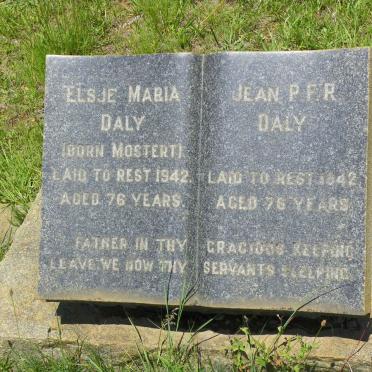 ELSJE MARIA
DALY
(BORN MOSTERT)
LAID TO REST 1942.
AGED 76 YEARS.
JEAN P.F.R.
DALY
LAID TO REST 1942
AGED 76 YEARS
FATHER IN THY GRACIOUS KEEPING
LEAVE WE NOW THY SERVANTS SLEEPING